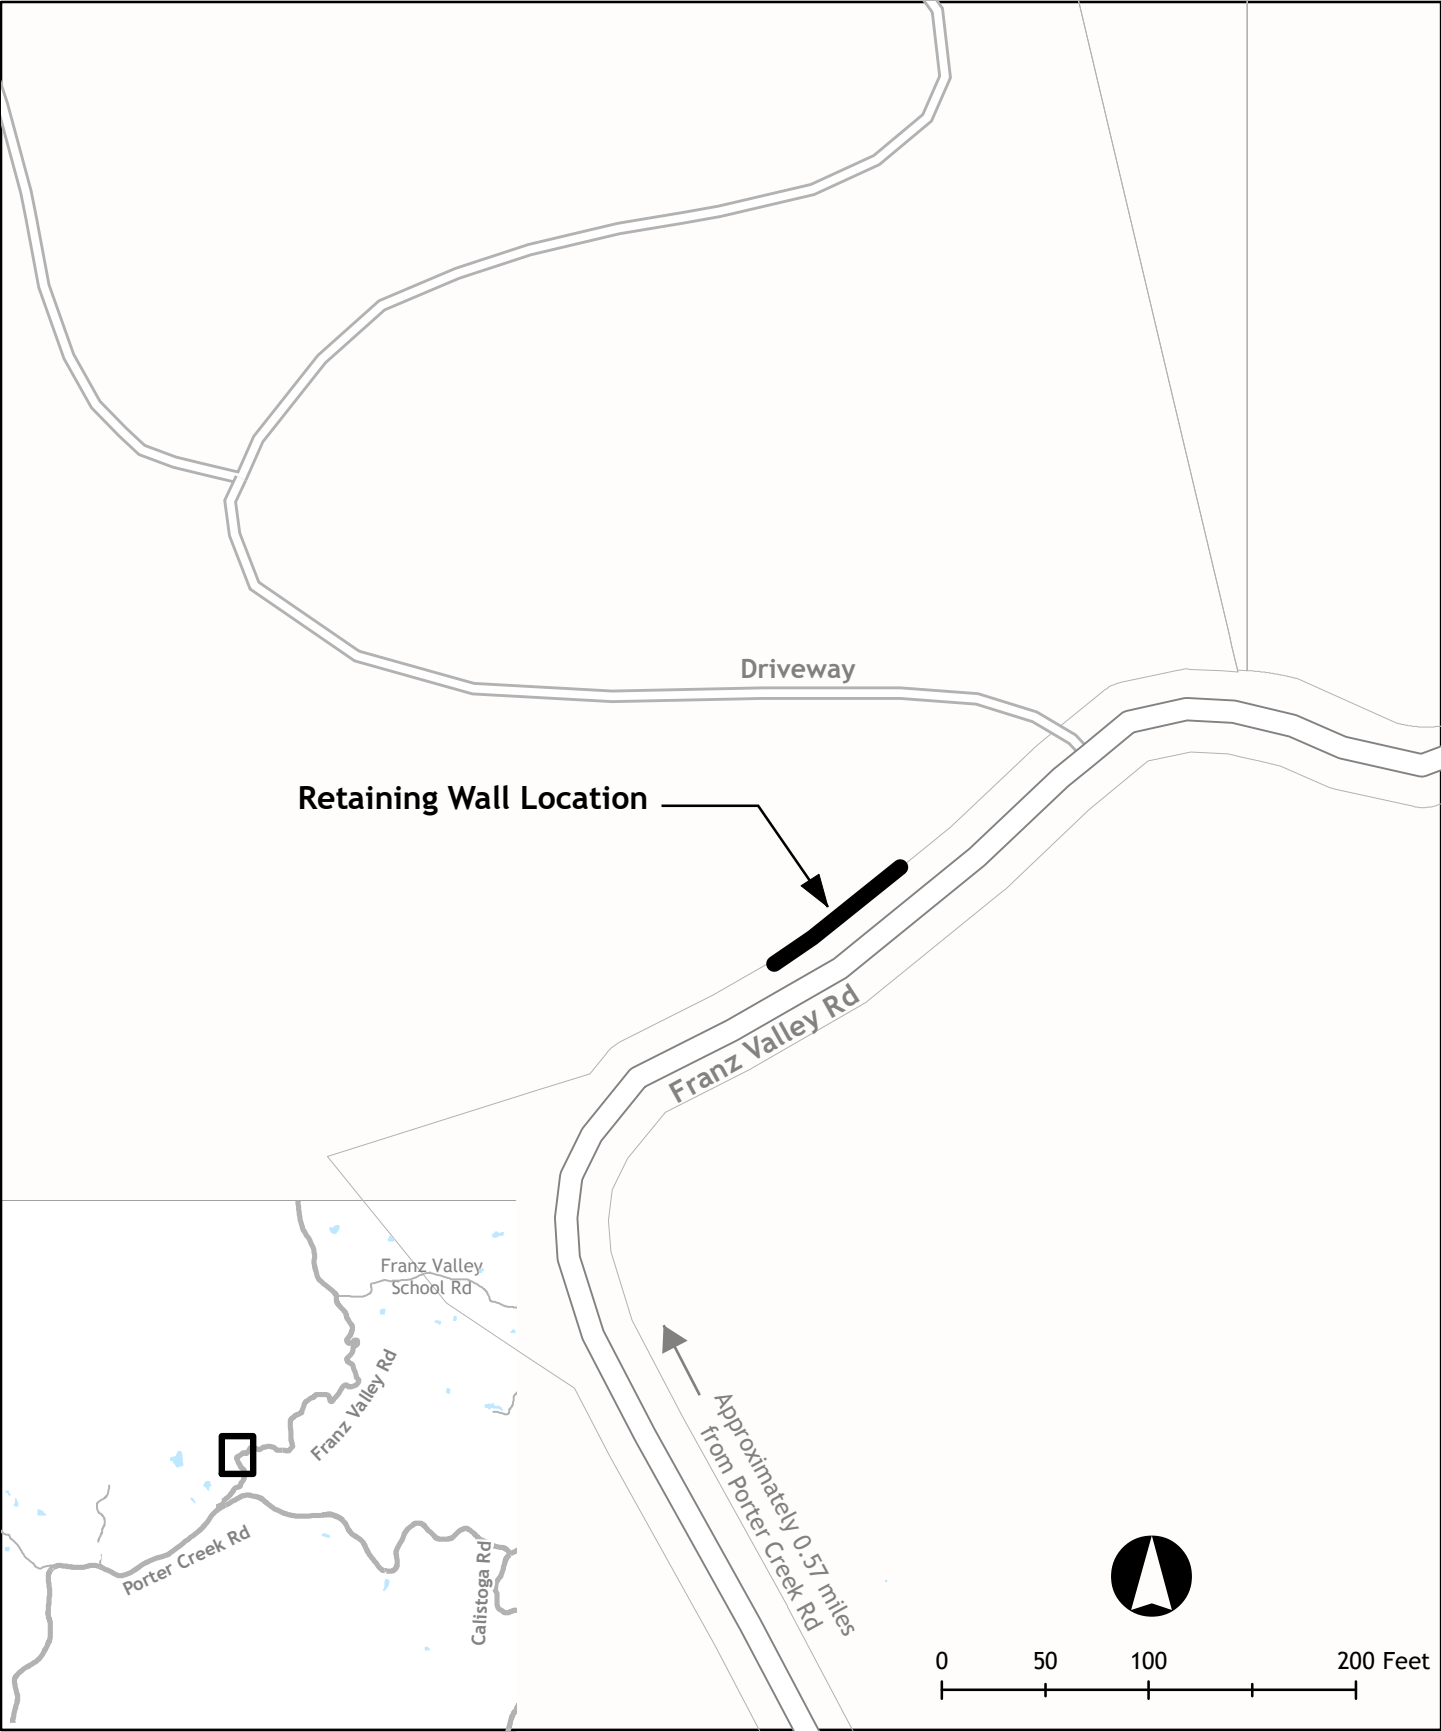 Driveway
Retaining Wall Location
Franz Valley Rd
Franz Valley
School Rd
Franz Valley Rd
Porter Creek Rd
Calistoga Rd
Approximately 0.57 miles
from Porter Creek Rd
0 50 100 200 Feet